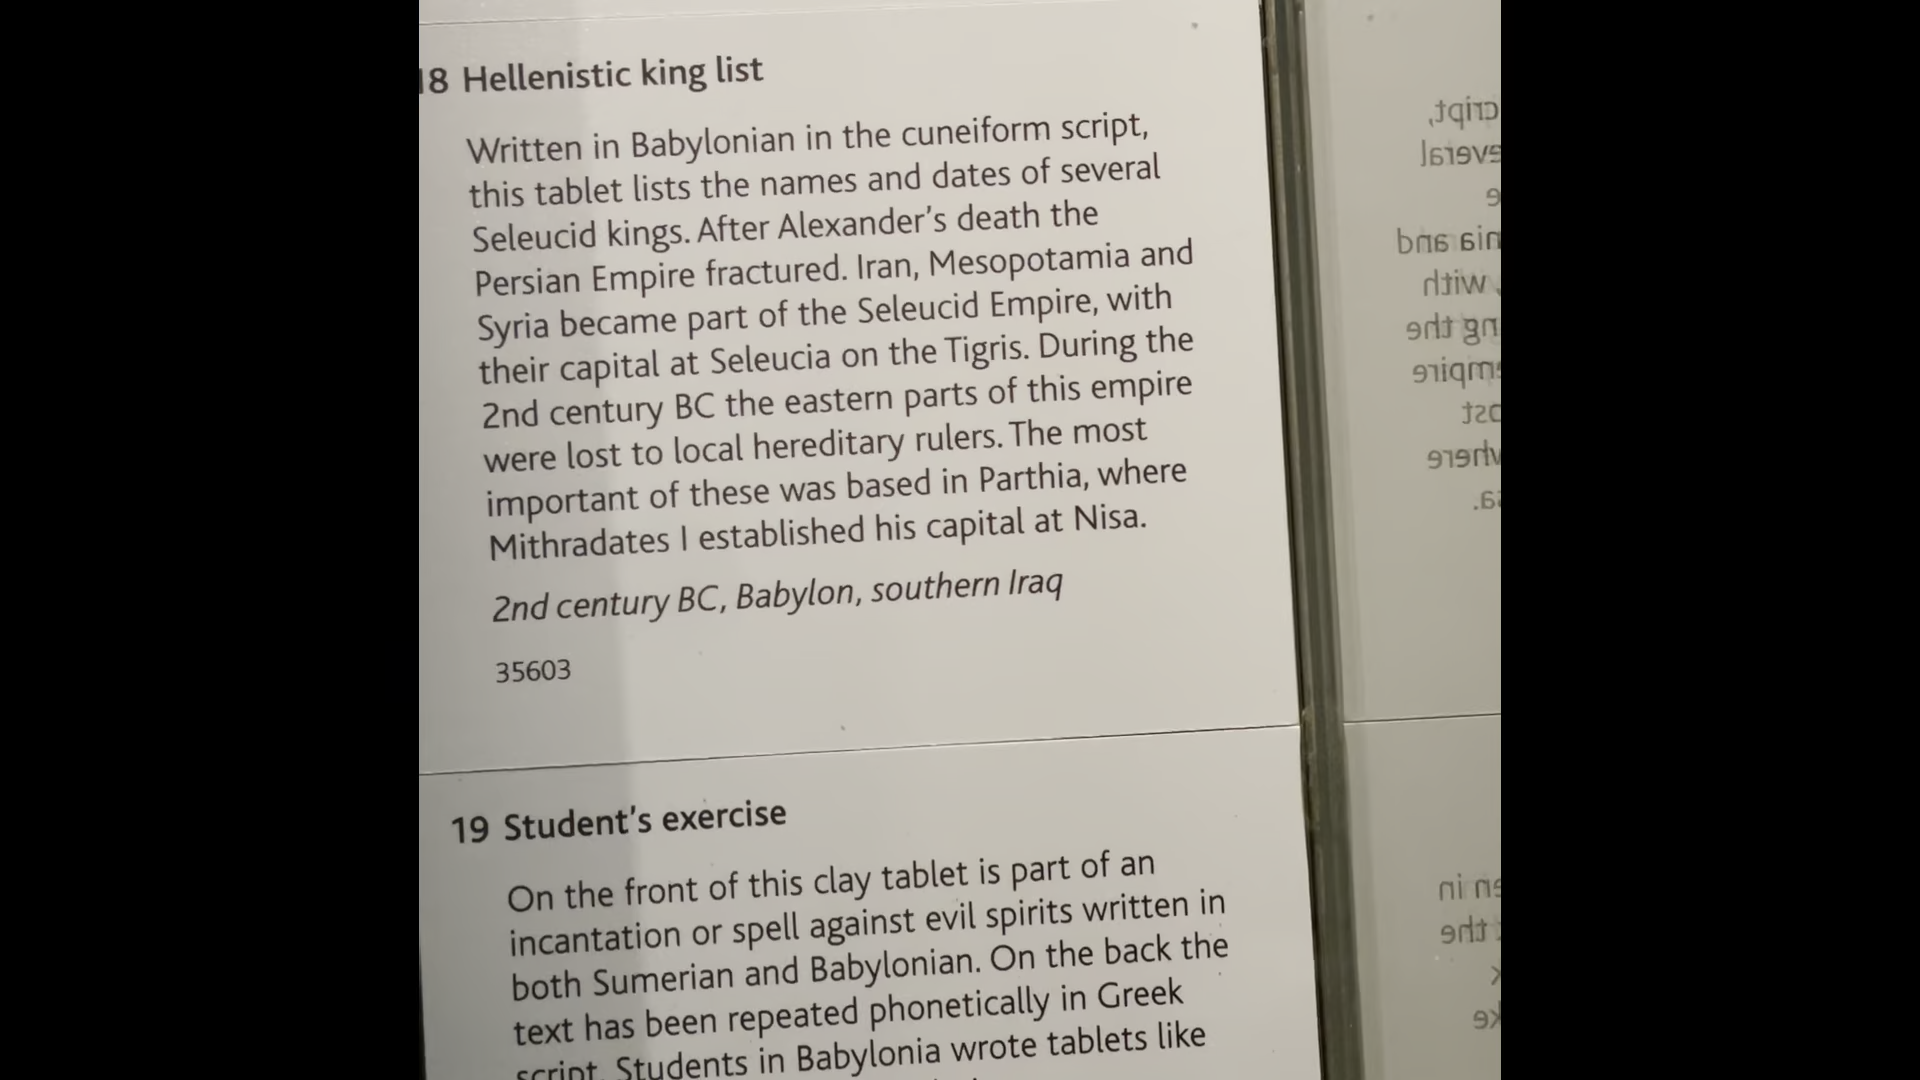 18 Hellenistic king list
Written in Babylonian in the cuneiform script,
this tablet lists the names and dates of several
Seleucid kings. After Alexander's death the
Persian Empire fractured. Iran, Mesopotamia and
Syria became part of the Seleucid Empire, with
their capital at Seleucia on the Tigris. During the
2nd century BC the eastern parts of this empire
were lost to local hereditary rulers. The most
important of these was based in Parthia, where
Mithradates I established his capital at Nisa.
2nd century BC, Babylon, southern Iraq
35603
19 Student's exercise
On the front of this clay tablet is part of an
incantation or spell against evil spirits written in
both Sumerian and Babylonian. On the back the
text has been repeated phonetically in Greek
script. Students in Babylonia wrote tablets like